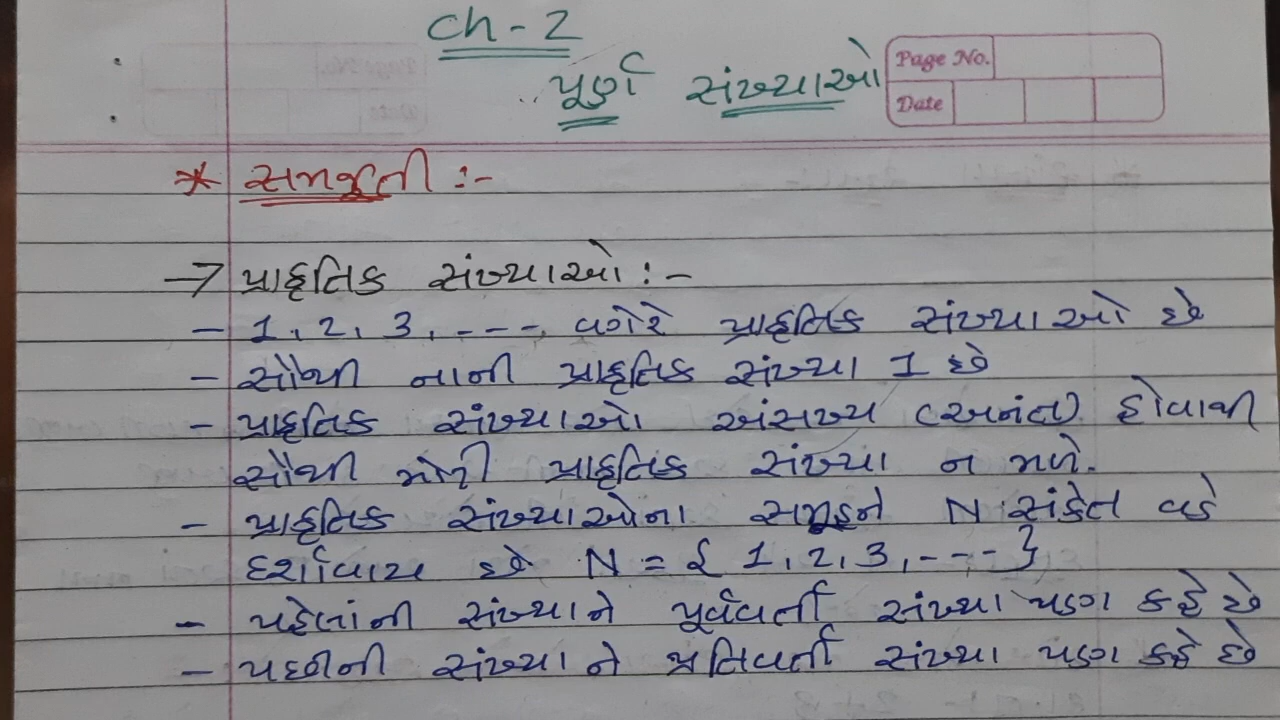 ch - 2
પૂર્ણ સંખ્યાઓ
Page No.
Date
* સમજૂતી :-
→ પ્રાકૃતિક સંખ્યાઓ :-
- 1, 2, 3, ---, વગેરે પ્રાકૃતિક સંખ્યાઓ છે
- સૌથી નાની પ્રાકૃતિક સંખ્યા 1 છે
- પ્રાકૃતિક સંખ્યાઓ અંસખ્ય (અનંત) હોવાથી
સૌથી મોટી પ્રાકૃતિક સંખ્યા ન મળે.
- પ્રાકૃતિક સંખ્યાઓના સમૂહને N સંકેત વડે
દર્શાવાય છે N = { 1, 2, 3, --- }
- પહેલાંની સંખ્યાને પૂર્વવર્તી સંખ્યા પણ કહે છે
- પછીની સંખ્યાને પ્રતિવર્તી સંખ્યા પણ કહે છે